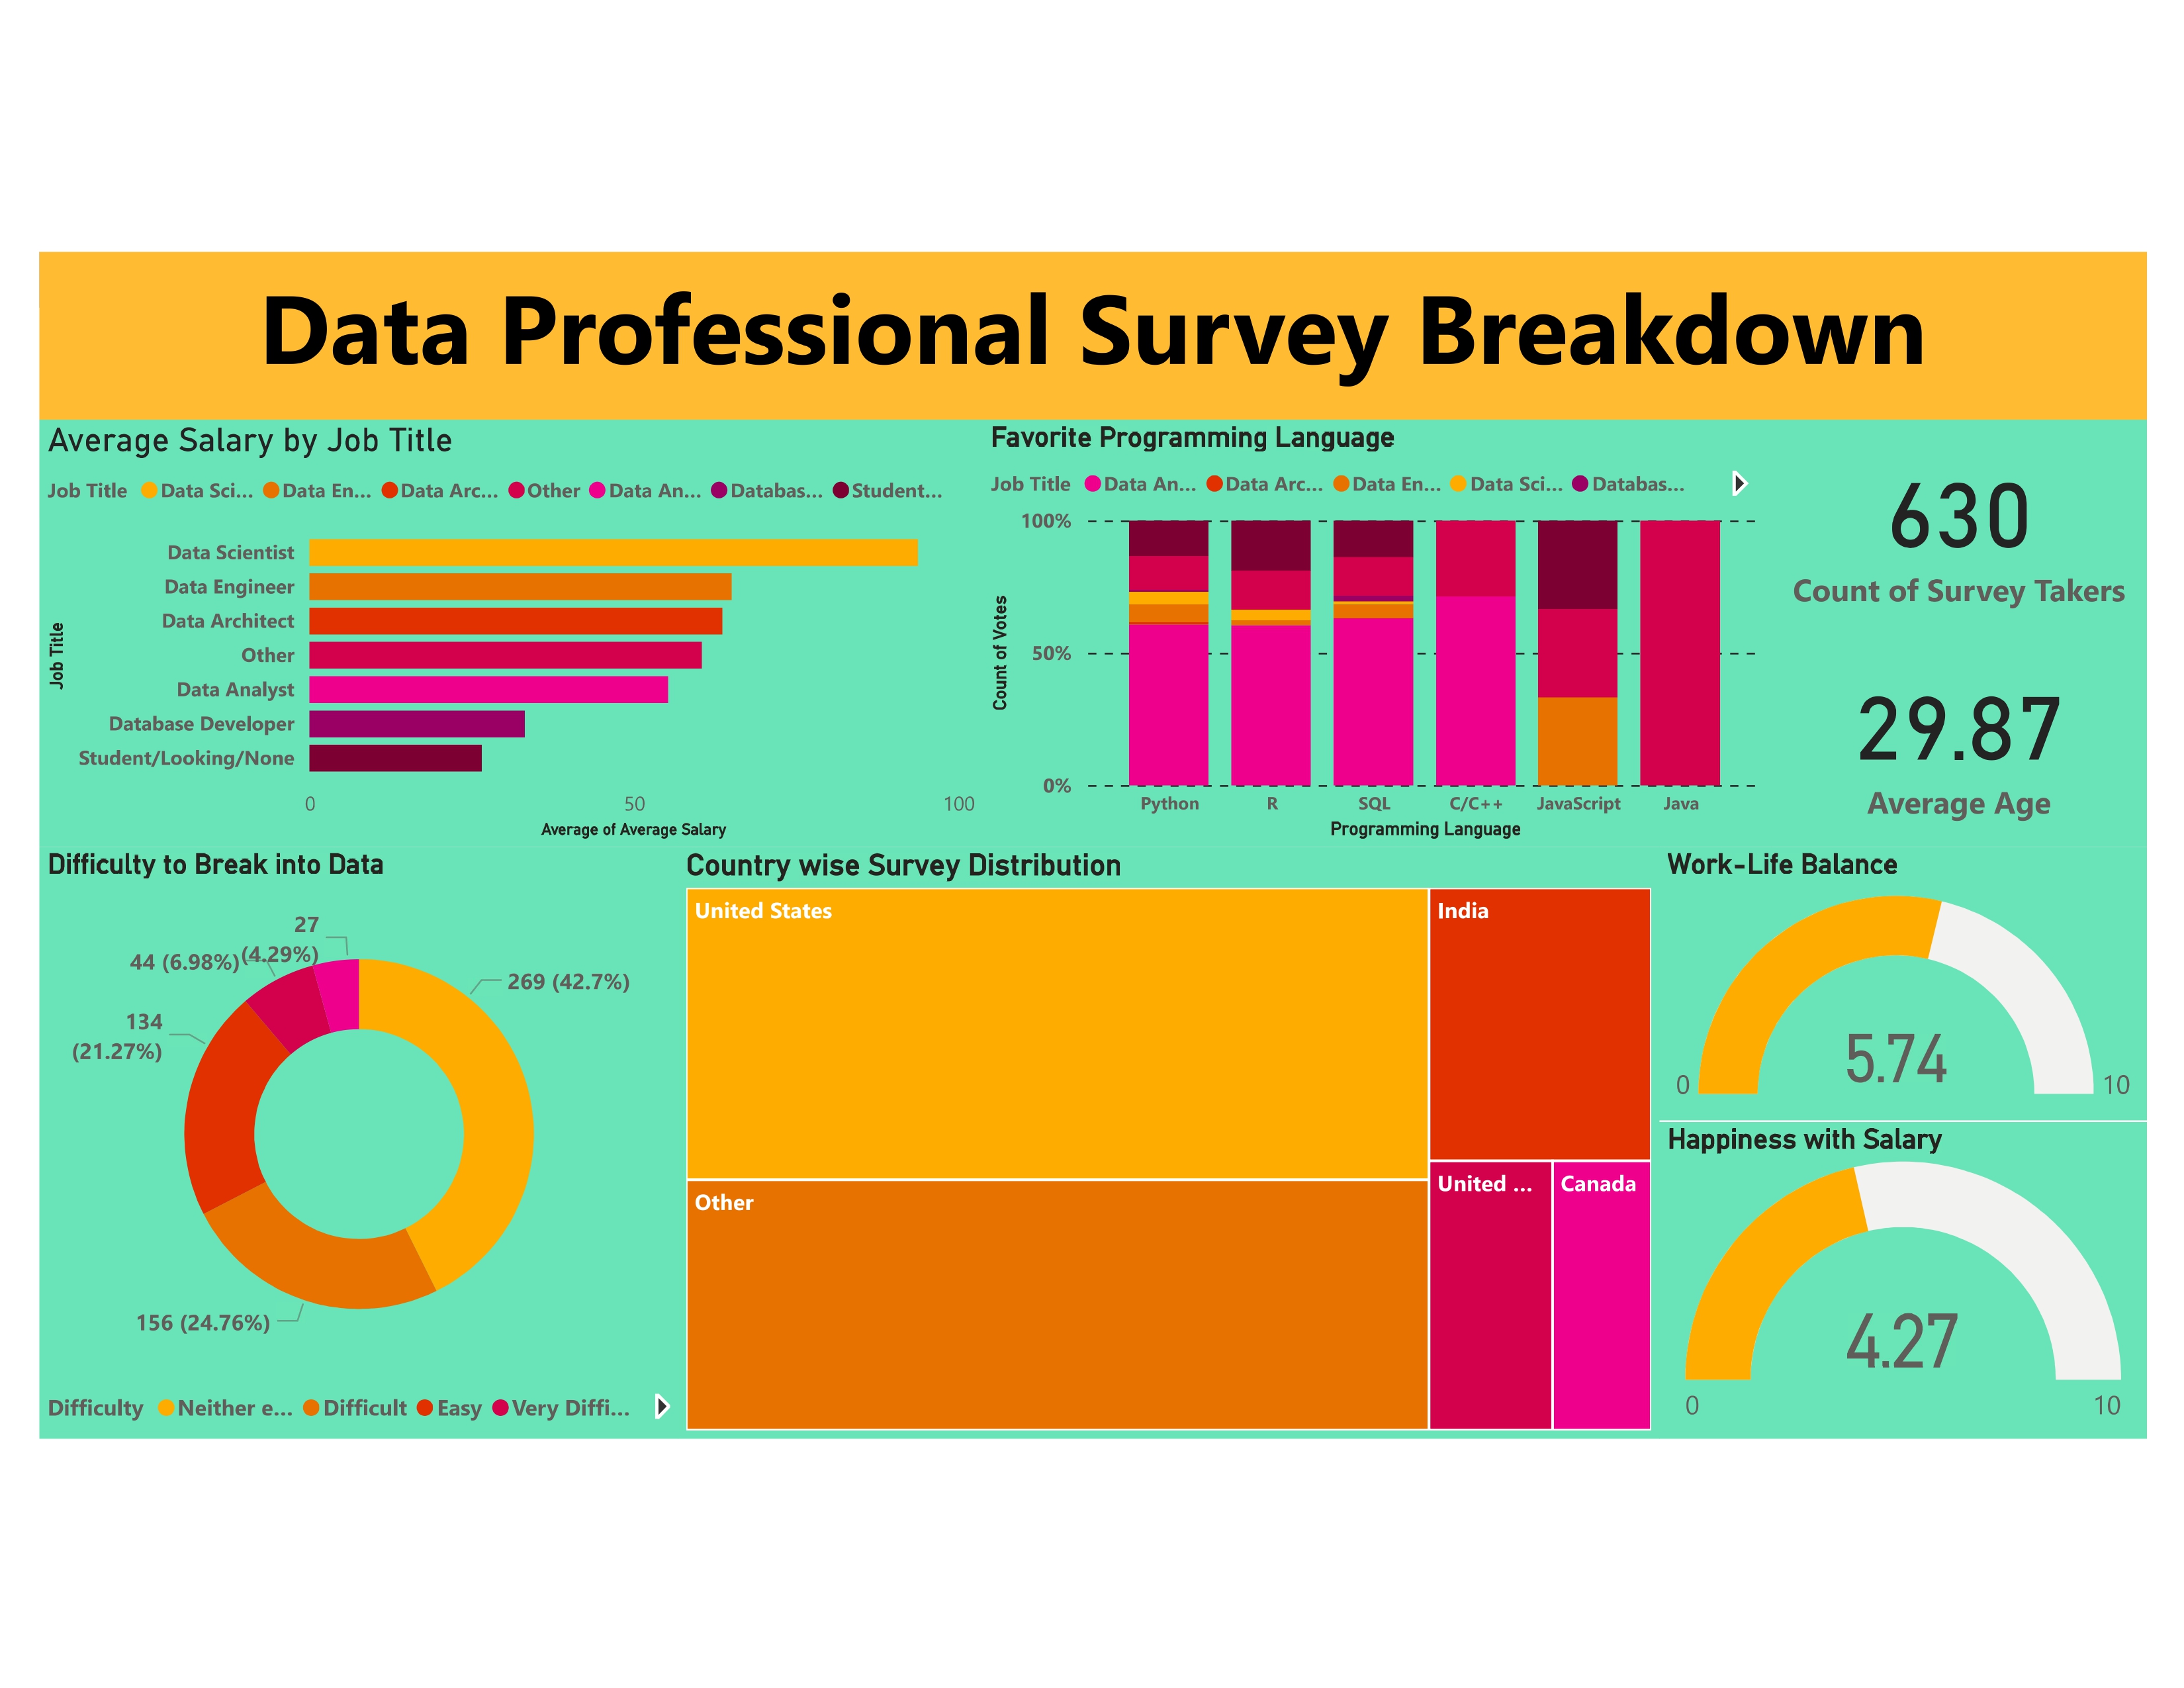 Data Professional Survey Breakdown
Average Salary by Job Title
Job Title Data Sci... Data En... Data Arc... Other Data An... Databas... Student...
Job Title
Data Scientist
Data Engineer
Data Architect
Other
Data Analyst
Database Developer
Student/Looking/None
0 50 100
Average of Average Salary
Favorite Programming Language
Job Title Data An... Data Arc... Data En... Data Sci... Databas...
Count of Votes
100%
50%
0%
Python R SQL C/C++ JavaScript Java
Programming Language
630
Count of Survey Takers
29.87
Average Age
Difficulty to Break into Data
27
(4.29%)
44 (6.98%)
269 (42.7%)
134
(21.27%)
156 (24.76%)
Difficulty Neither e... Difficult Easy Very Diffi...
Country wise Survey Distribution
United States
India
Other
United ...
Canada
Work-Life Balance
5.74
0 10
Happiness with Salary
4.27
0 10